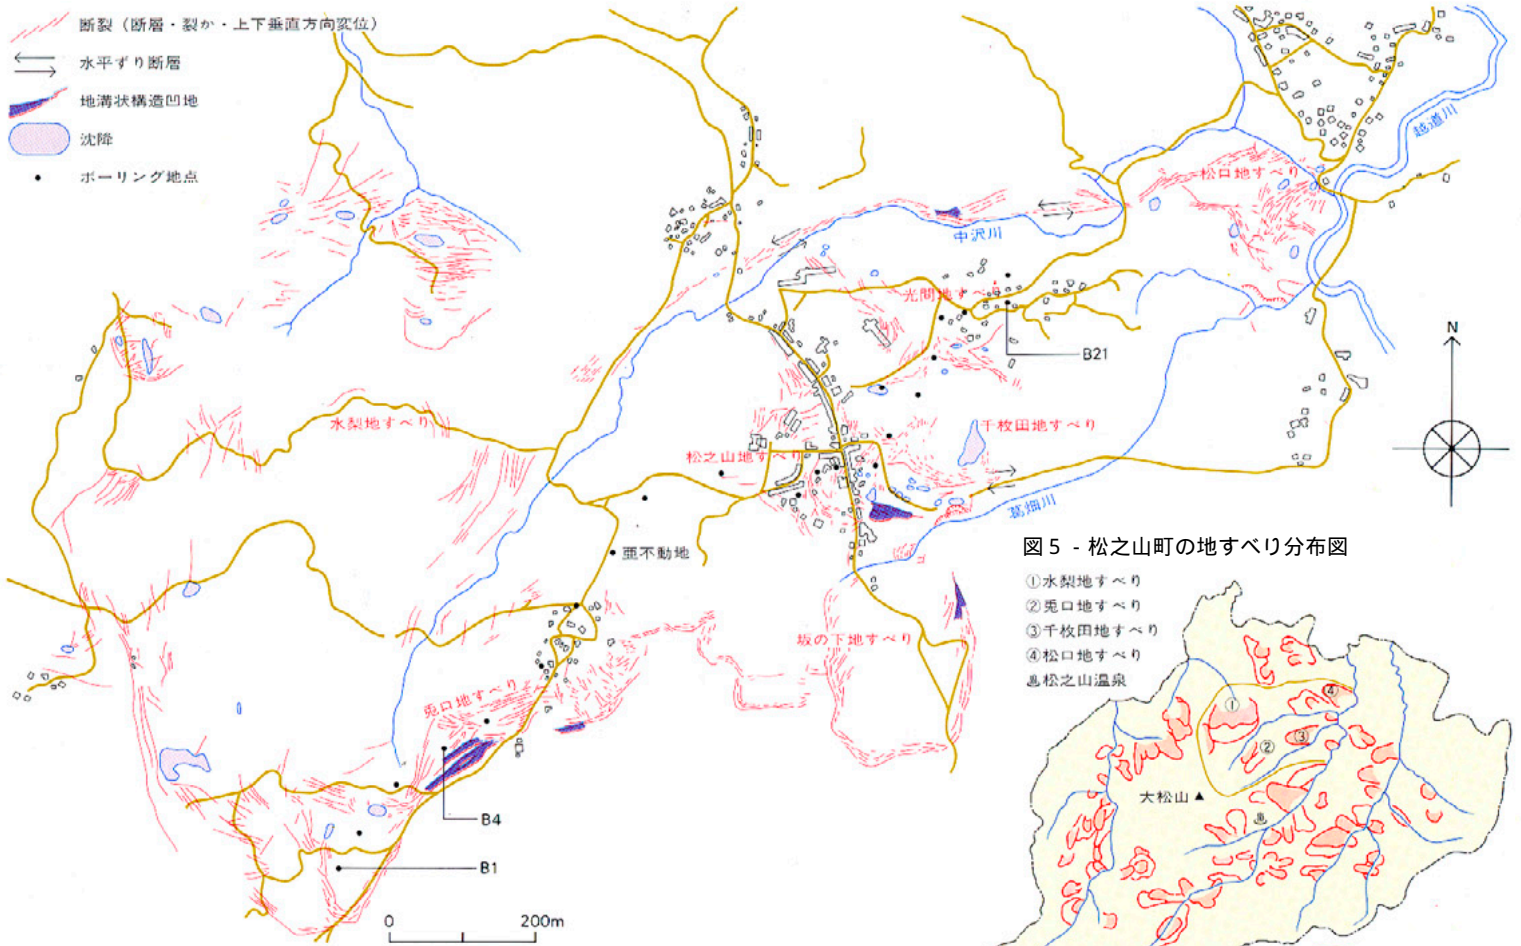 断裂（断層・裂か・上下垂直方向変位）
水平ずり断層
地溝状構造凹地
沈降
ボーリング地点
越道川
松口地すべり
中沢川
光間地すべり
B21
N
水梨地すべり
千枚田地すべり
松之山地すべり
葛畑川
亜不動地
坂の下地すべり
兎口地すべり
B4
B1
0 200m
図5 - 松之山町の地すべり分布図
①水梨地すべり
②兎口地すべり
③千枚田地すべり
④松口地すべり
♨松之山温泉
④
①
③
②
大松山▲
♨